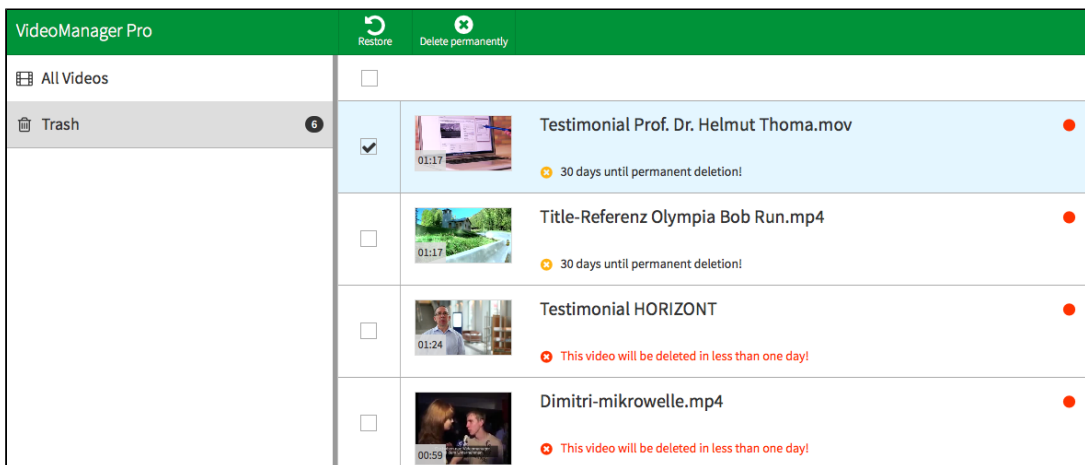 VideoManager Pro
Restore
Delete permanently
All Videos
Trash
6
01:17
Testimonial Prof. Dr. Helmut Thoma.mov
30 days until permanent deletion!
01:17
Title-Referenz Olympia Bob Run.mp4
30 days until permanent deletion!
01:24
Testimonial HORIZONT
This video will be deleted in less than one day!
00:59
Dimitri-mikrowelle.mp4
This video will be deleted in less than one day!